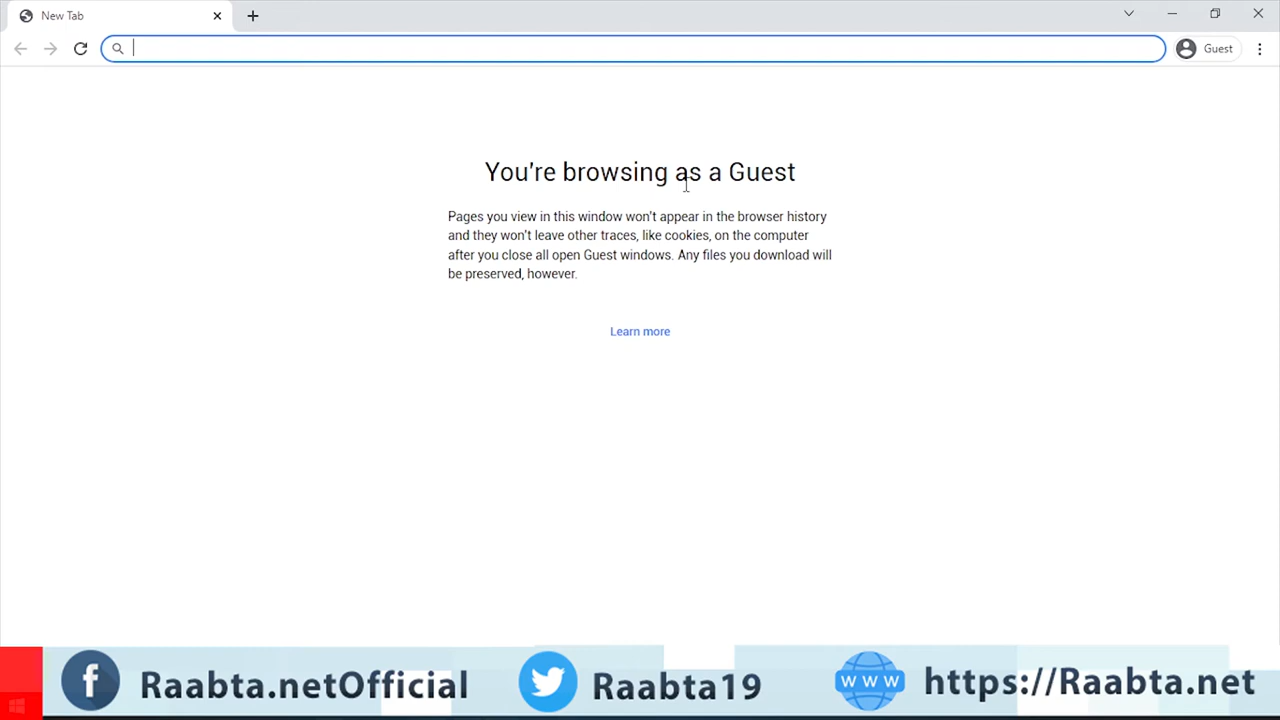 New Tab
Guest
You're browsing as a Guest
Pages you view in this window won't appear in the browser history
and they won't leave other traces, like cookies, on the computer
after you close all open Guest windows. Any files you download will
be preserved, however.
Learn more
f Raabta.netOfficial
Raabta19
WWW https://Raabta.net